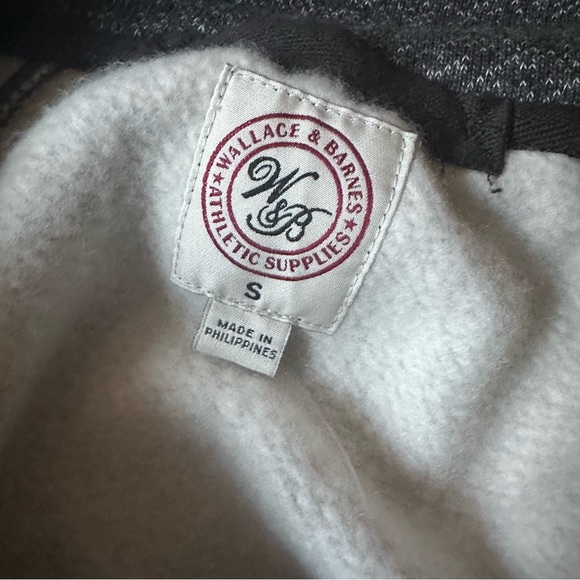 WALLACE & BARNES
W&B
★ATHLETIC SUPPLIES★
S
MADE IN
PHILIPPINES